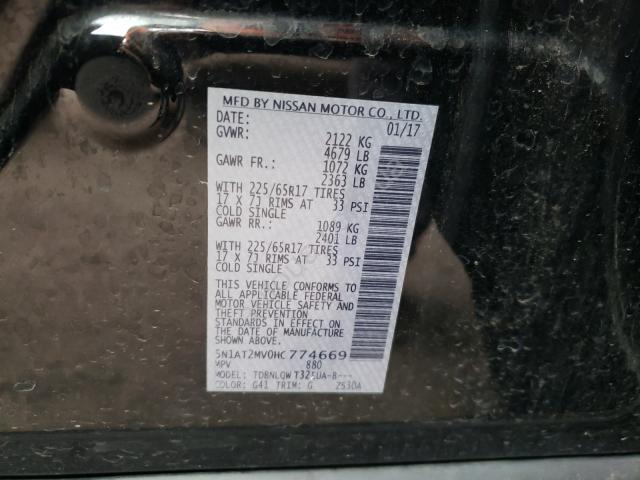 MFD BY NISSAN MOTOR CO., LTD.
DATE: 01/17
GVWR: 2122 KG
4679 LB
GAWR FR.: 1072 KG
2363 LB
WITH 225/65R17 TIRES
17 X 7J RIMS AT 33 PSI
COLD SINGLE
GAWR RR.: 1089 KG
2401 LB
WITH 225/65R17 TIRES
17 X 7J RIMS AT 33 PSI
COLD SINGLE
THIS VEHICLE CONFORMS TO
ALL APPLICABLE FEDERAL
MOTOR VEHICLE SAFETY AND
THEFT PREVENTION
STANDARDS IN EFFECT ON
THE DATE OF MANUFACTURE
SHOWN ABOVE.
5N1AT2MV0HC774669
MPV 880
MODEL:
COLOR: G41 TRIM: G 2530A